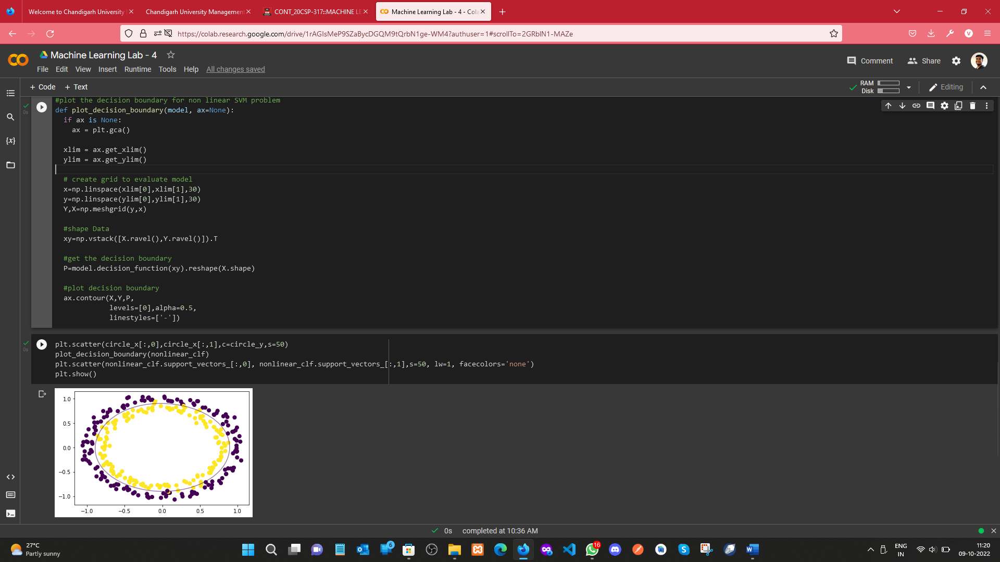 Welcome to Chandigarh University
Chandigarh University Management
CONT_20CSP-317::MACHINE LE
Machine Learning Lab - 4 - Cola
https://colab.research.google.com/drive/1rAGIsMeP9SZaBycDGQM9tQrbN1ge-WM4?authuser=1#scrollTo=2GRblN1-MAZe
V
CO
Machine Learning Lab - 4
File Edit View Insert Runtime Tools Help All changes saved
Comment
Share
+ Code + Text
RAM
Disk
Editing
#plot the decision boundary for non linear SVM problem
def plot_decision_boundary(model, ax=None):
  if ax is None:
    ax = plt.gca()
  xlim = ax.get_xlim()
  ylim = ax.get_ylim()
  # create grid to evaluate model
  x=np.linspace(xlim[0],xlim[1],30)
  y=np.linspace(ylim[0],ylim[1],30)
  Y,X=np.meshgrid(y,x)
  #shape Data
  xy=np.vstack([X.ravel(),Y.ravel()]).T
  #get the decision boundary
  P=model.decision_function(xy).reshape(X.shape)
  #plot decision boundary
  ax.contour(X,Y,P,
             levels=[0],alpha=0.5,
             linestyles=['-'])
0s
{x}
0s
plt.scatter(circle_x[:,0],circle_x[:,1],c=circle_y,s=50)
plot_decision_boundary(nonlinear_clf)
plt.scatter(nonlinear_clf.support_vectors_[:,0], nonlinear_clf.support_vectors_[:,1],s=50, lw=1, facecolors='none')
plt.show()
1.0
0.5
0.0
−0.5
−1.0
−1.0 −0.5 0.0 0.5 1.0
0s completed at 10:36 AM
27°C
Partly sunny
6
16
ENG
IN
11:20
09-10-2022